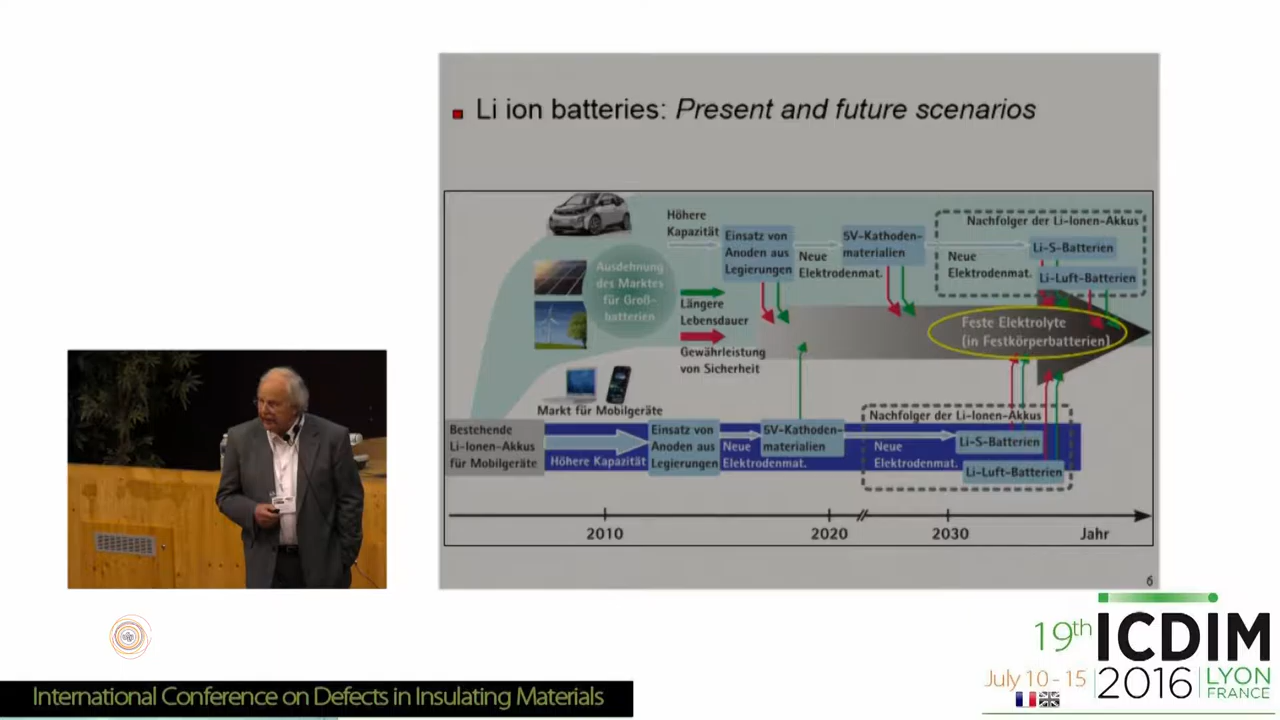 Li ion batteries: Present and future scenarios
Höhere
Kapazität
Einsatz von
Anoden aus
Legierungen
Neue
Elektrodenmat.
5V-Kathoden-
materialien
Neue
Elektrodenmat.
Nachfolger der Li-Ionen-Akkus
Li-S-Batterien
Li-Luft-Batterien
Ausdehnung
des Marktes
für Groß-
batterien
Längere
Lebensdauer
Gewährleistung
von Sicherheit
Feste Elektrolyte
(in Festkörperbatterien)
Markt für Mobilgeräte
Bestehende
Li-Ionen-Akku
für Mobilgeräte
Höhere Kapazität
Einsatz von
Anoden aus
Legierungen
Neue
Elektrodenmat.
5V-Kathoden-
materialien
Nachfolger der Li-Ionen-Akkus
Neue
Elektrodenmat.
Li-S-Batterien
Li-Luft-Batterien
2010
2020
2030
Jahr
6
19th ICDIM
July 10 - 15 2016 LYON
FRANCE
International Conference on Defects in Insulating Materials